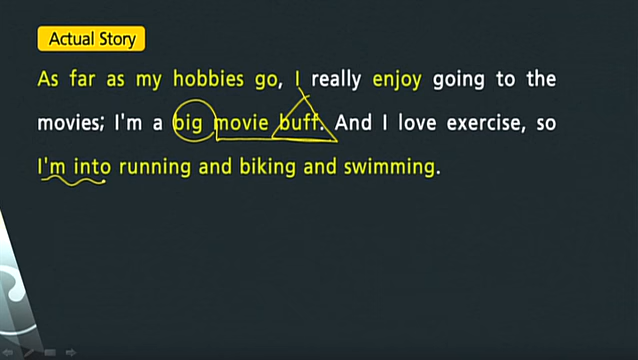 Actual Story
As far as my hobbies go, I really enjoy going to the
movies; I'm a big movie buff. And I love exercise, so
I'm into running and biking and swimming.